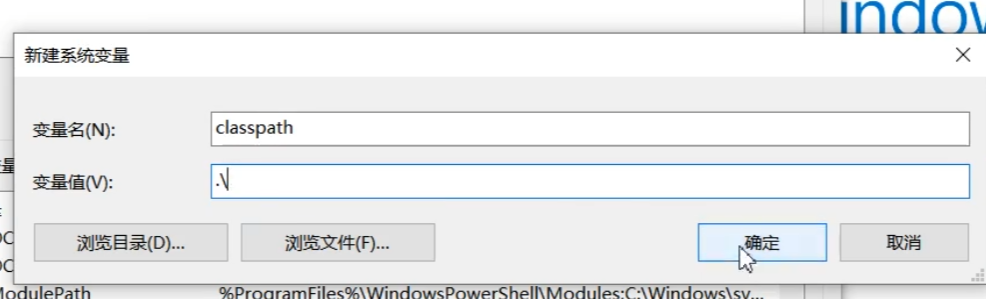 indow
新建系统变量
变量名(N):
classpath
变量值(V):
.\
浏览目录(D)...
浏览文件(F)...
确定
取消
ModulePath %ProgramFiles%\WindowsPowerShell\Modules;C:\Windows\sy...